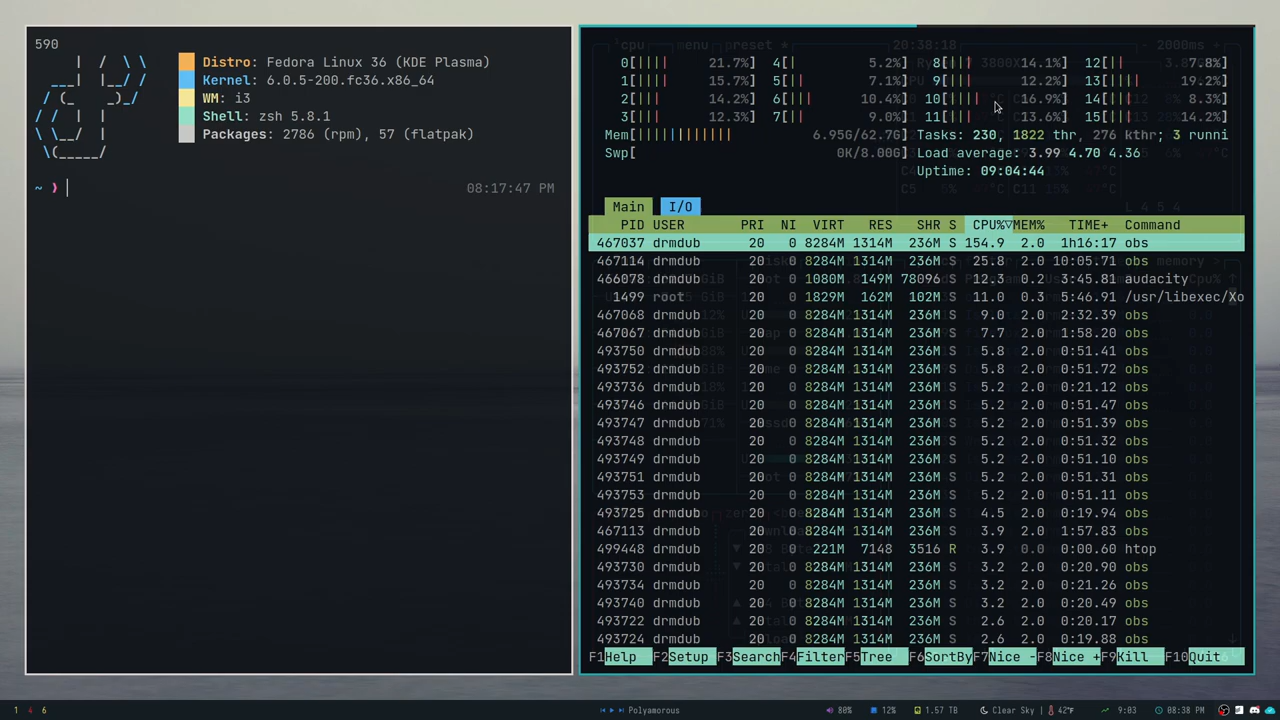 590
Distro: Fedora Linux 36 (KDE Plasma)
Kernel: 6.0.5-200.fc36.x86_64
WM: i3
Shell: zsh 5.8.1
Packages: 2786 (rpm), 57 (flatpak)
~ ❯ 08:17:47 PM
cpu menu preset * 20:38:18 - 2000ms +
0[|||| 21.7%] 4[|| 5.2%] 8[||| 14.1%] 12[|| 7.8%]
1[|||| 15.7%] 5[|| 7.1%] 9[||| 12.2%] 13[|||| 19.2%]
2[||| 14.2%] 6[||| 10.4%] 10[|||| 16.9%] 14[||| 8.3%]
3[||| 12.3%] 7[||| 9.0%] 11[||| 13.6%] 15[||| 14.2%]
Mem[|||||||||||||| 6.95G/62.7G] Tasks: 230, 1822 thr, 276 kthr; 3 runni
Swp[ 0K/8.00G] Load average: 3.99 4.70 4.36
Uptime: 09:04:44
Main I/O
PID USER PRI NI VIRT RES SHR S CPU%▽MEM% TIME+ Command
467037 drmdub 20 0 8284M 1314M 236M S 154.9 2.0 1h16:17 obs
467114 drmdub 20 0 8284M 1314M 236M S 25.8 2.0 10:05.71 obs
466078 drmdub 20 0 1080M 149M 78096 S 12.3 0.2 3:45.81 audacity
1499 root 20 0 1829M 162M 102M S 11.0 0.3 5:46.91 /usr/libexec/Xo
467068 drmdub 20 0 8284M 1314M 236M S 9.0 2.0 2:32.39 obs
467067 drmdub 20 0 8284M 1314M 236M S 7.7 2.0 1:58.20 obs
493750 drmdub 20 0 8284M 1314M 236M S 5.8 2.0 0:51.41 obs
493752 drmdub 20 0 8284M 1314M 236M S 5.8 2.0 0:51.72 obs
493736 drmdub 20 0 8284M 1314M 236M S 5.2 2.0 0:21.12 obs
493746 drmdub 20 0 8284M 1314M 236M S 5.2 2.0 0:51.47 obs
493747 drmdub 20 0 8284M 1314M 236M S 5.2 2.0 0:51.39 obs
493748 drmdub 20 0 8284M 1314M 236M S 5.2 2.0 0:51.32 obs
493749 drmdub 20 0 8284M 1314M 236M S 5.2 2.0 0:51.10 obs
493751 drmdub 20 0 8284M 1314M 236M S 5.2 2.0 0:51.31 obs
493753 drmdub 20 0 8284M 1314M 236M S 5.2 2.0 0:51.11 obs
493725 drmdub 20 0 8284M 1314M 236M S 4.5 2.0 0:19.94 obs
467113 drmdub 20 0 8284M 1314M 236M S 3.9 2.0 1:57.83 obs
499448 drmdub 20 0 221M 7148 3516 R 3.9 0.0 0:00.60 htop
493730 drmdub 20 0 8284M 1314M 236M S 3.2 2.0 0:20.90 obs
493734 drmdub 20 0 8284M 1314M 236M S 3.2 2.0 0:21.26 obs
493740 drmdub 20 0 8284M 1314M 236M S 3.2 2.0 0:20.49 obs
493722 drmdub 20 0 8284M 1314M 236M S 2.6 2.0 0:20.17 obs
493724 drmdub 20 0 8284M 1314M 236M S 2.6 2.0 0:19.88 obs
F1Help F2Setup F3SearchF4FilterF5Tree F6SortByF7Nice -F8Nice +F9Kill F10Quit
1 4 6 Polyamorous 80% 12% 1.57 TB Clear Sky | 42°F 9:03 08:38 PM